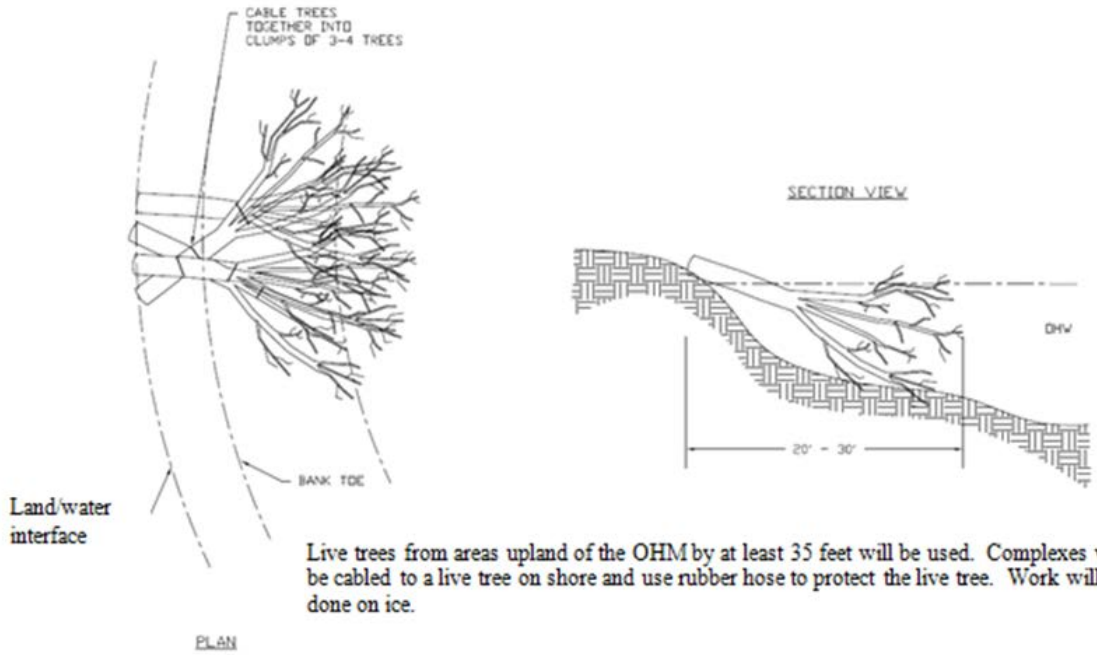 CABLE TREES
TOGETHER INTO
CLUMPS OF 3-4 TREES
SECTION VIEW
OHW
20' - 30'
BANK TOE
Land/water
interface
Live trees from areas upland of the OHM by at least 35 feet will be used. Complexes
be cabled to a live tree on shore and use rubber hose to protect the live tree. Work will
done on ice.
PLAN